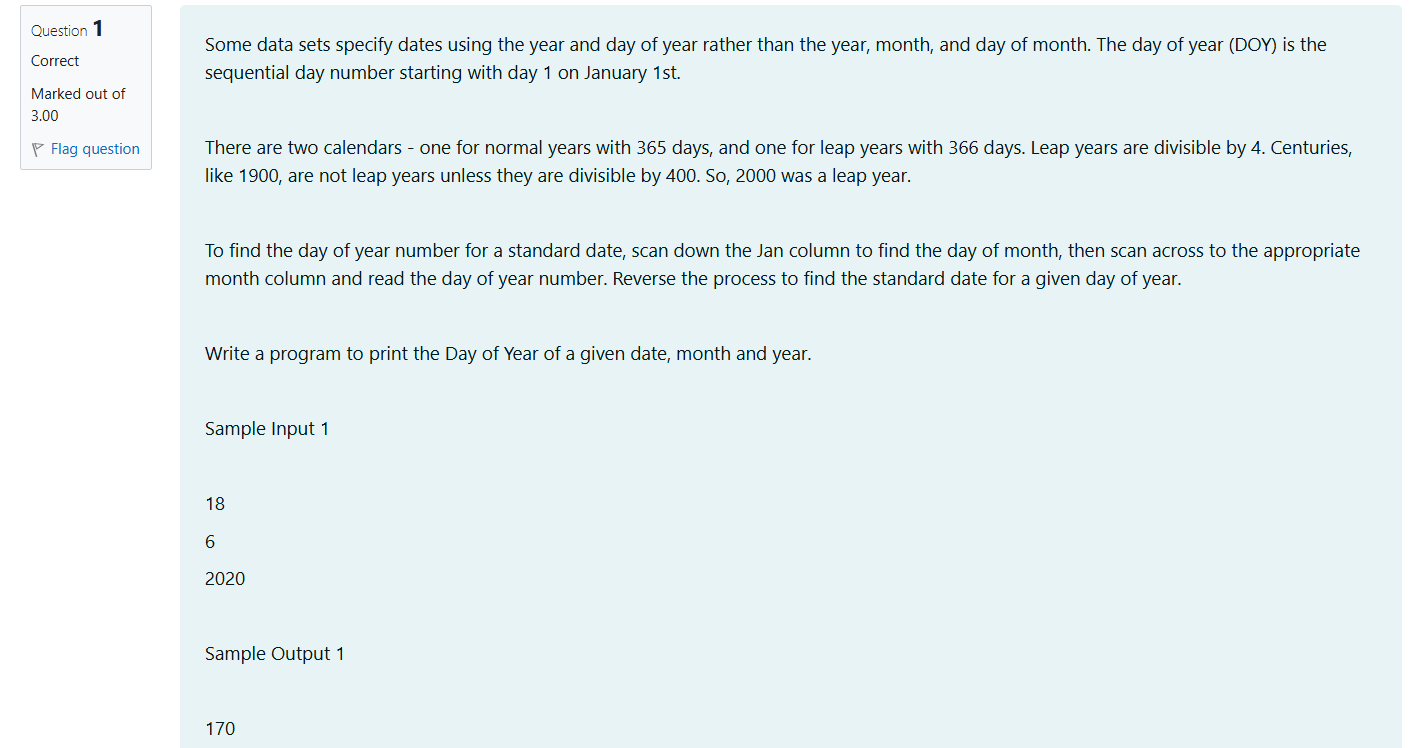 Question 1
Correct
Marked out of
3.00
Flag question
Some data sets specify dates using the year and day of year rather than the year, month, and day of month. The day of year (DOY) is the
sequential day number starting with day 1 on January 1st.
There are two calendars - one for normal years with 365 days, and one for leap years with 366 days. Leap years are divisible by 4. Centuries,
like 1900, are not leap years unless they are divisible by 400. So, 2000 was a leap year.
To find the day of year number for a standard date, scan down the Jan column to find the day of month, then scan across to the appropriate
month column and read the day of year number. Reverse the process to find the standard date for a given day of year.
Write a program to print the Day of Year of a given date, month and year.
Sample Input 1
18
6
2020
Sample Output 1
170